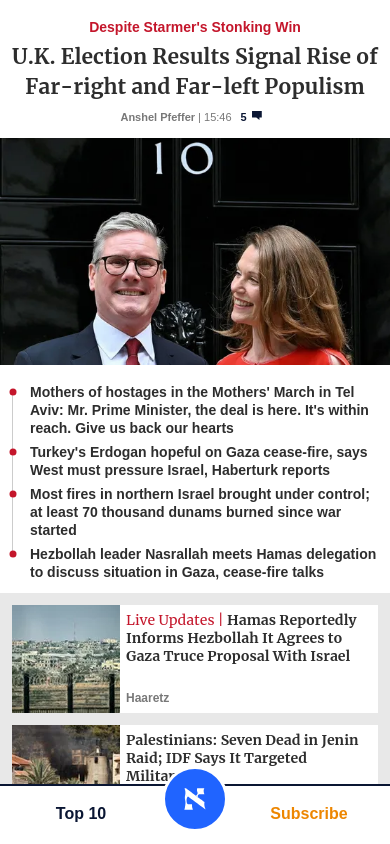 Despite Starmer's Stonking Win
U.K. Election Results Signal Rise of
Far-right and Far-left Populism
Anshel Pfeffer | 15:46 5
10
Mothers of hostages in the Mothers' March in Tel
Aviv: Mr. Prime Minister, the deal is here. It's within
reach. Give us back our hearts
Turkey's Erdogan hopeful on Gaza cease-fire, says
West must pressure Israel, Haberturk reports
Most fires in northern Israel brought under control;
at least 70 thousand dunams burned since war
started
Hezbollah leader Nasrallah meets Hamas delegation
to discuss situation in Gaza, cease-fire talks
Live Updates | Hamas Reportedly
Informs Hezbollah It Agrees to
Gaza Truce Proposal With Israel
Haaretz
Palestinians: Seven Dead in Jenin
Raid; IDF Says It Targeted
Top 10
Subscribe